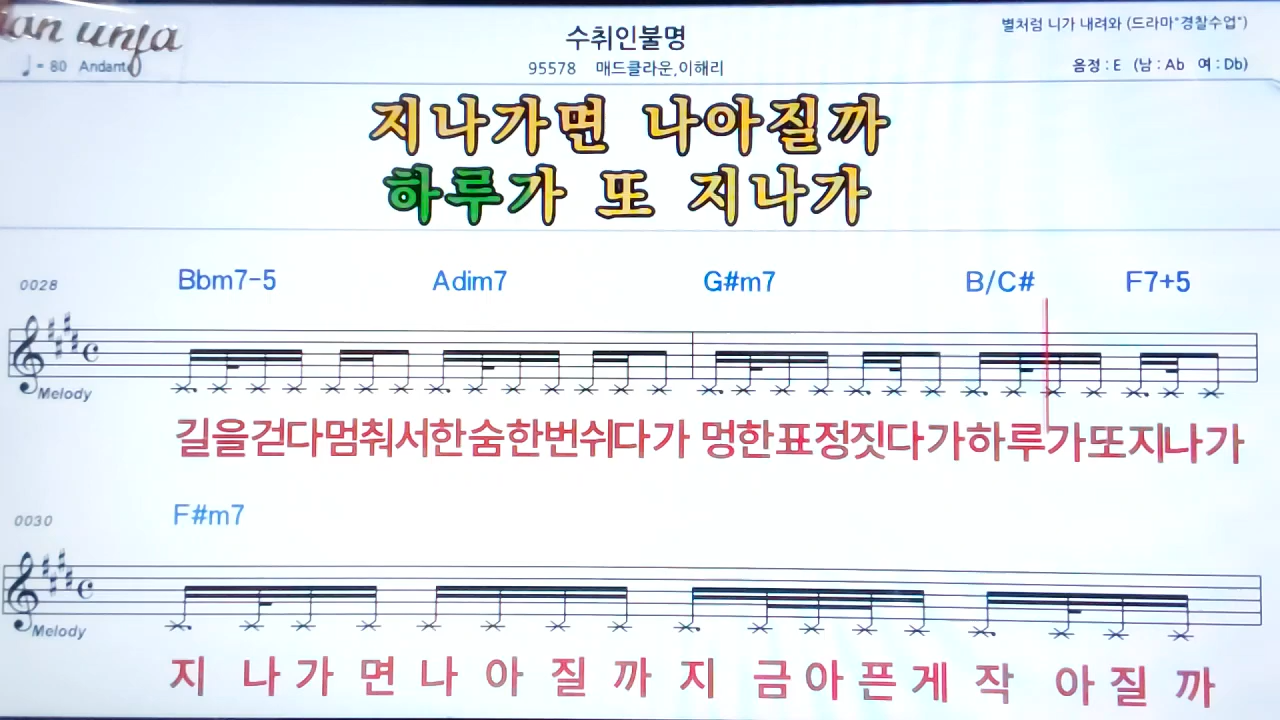 수취인불명
별처럼 니가 내려와 (드라마"경찰수업")
♩ = 80 Andante
95578 매드클라운,이해리
음정 : E (남 : Ab 여 : Db)
지나가면 나아질까
하루가 또 지나가
0028 Bbm7-5 Adim7 G#m7 B/C# F7+5
Melody
길을걷다멈춰서한숨한번쉬다가 멍한표정짓다가하루가또지나가
0030 F#m7
Melody
지 나가 면 나 아 질 까 지 금아픈게 작 아질 까